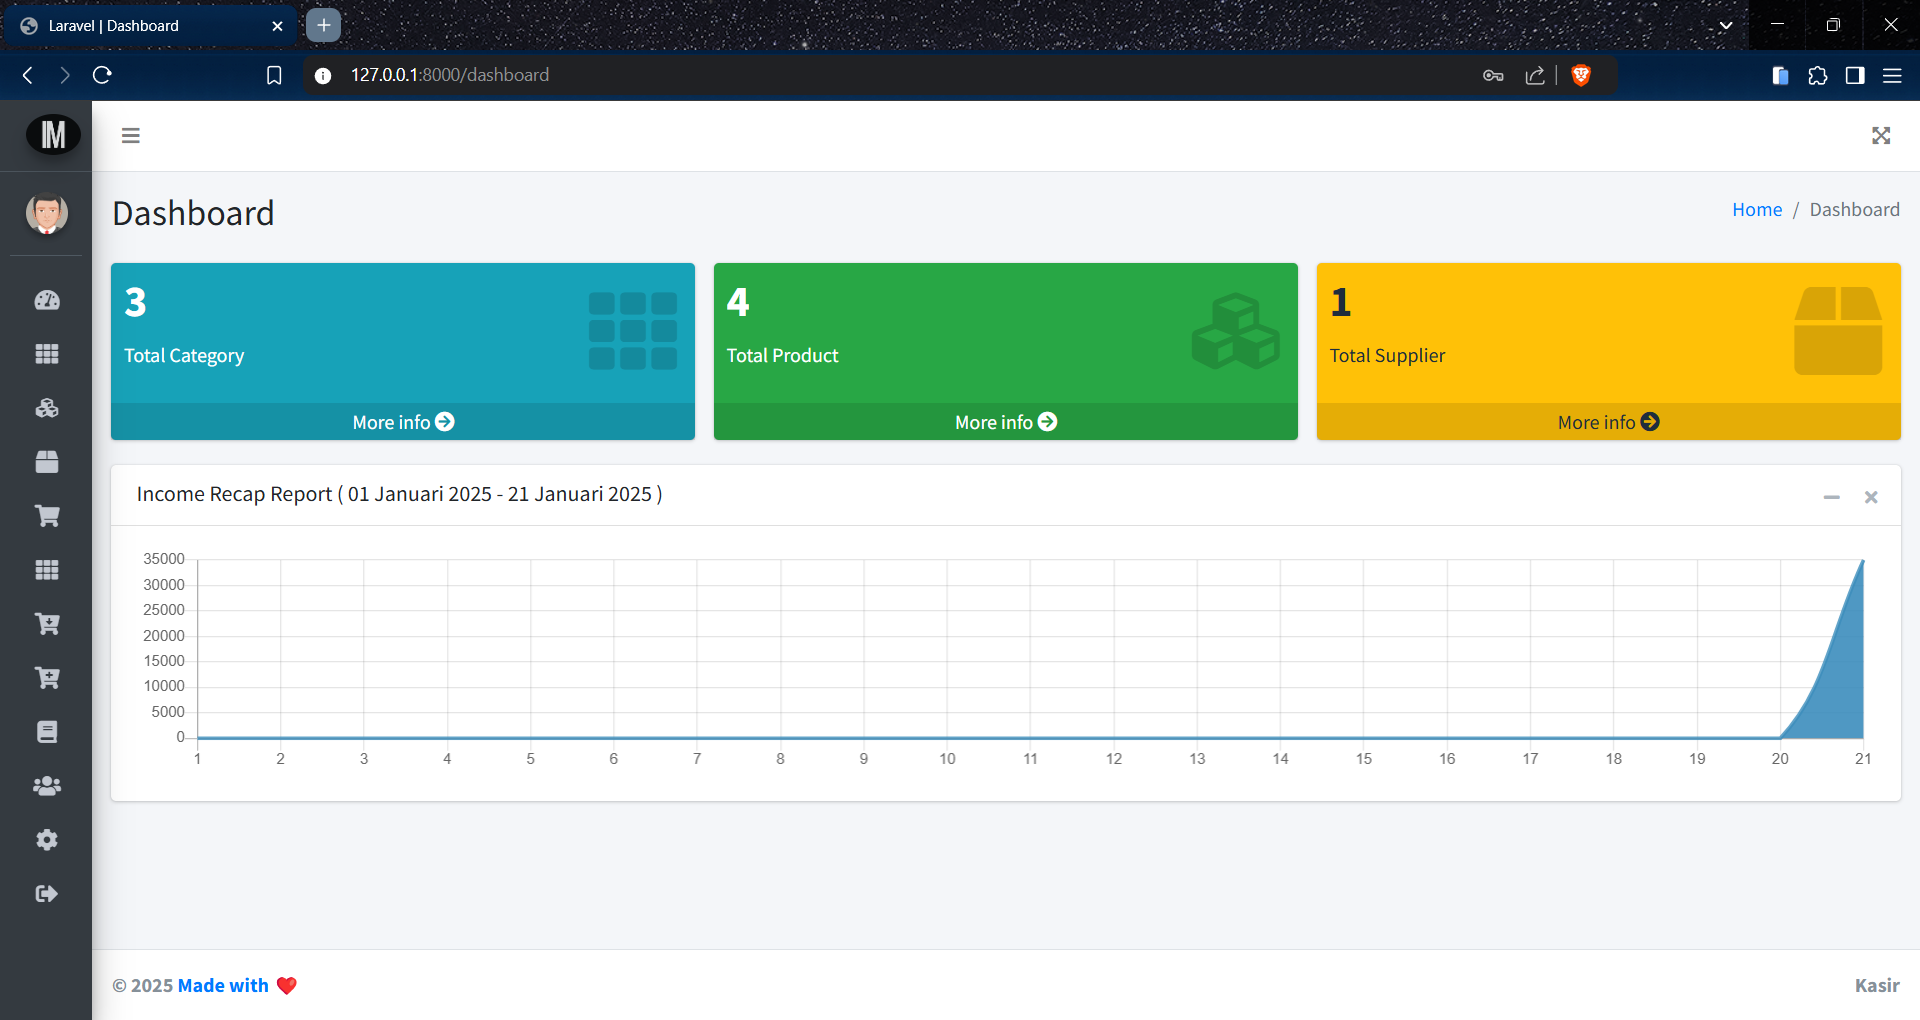 Laravel | Dashboard
127.0.0.1:8000/dashboard
IM
Dashboard
Home / Dashboard
3
Total Category
More info
4
Total Product
More info
1
Total Supplier
More info
Income Recap Report ( 01 Januari 2025 - 21 Januari 2025 )
35000
30000
25000
20000
15000
10000
5000
0
1 2 3 4 5 6 7 8 9 10 11 12 13 14 15 16 17 18 19 20 21
© 2025 Made with ❤️
Kasir